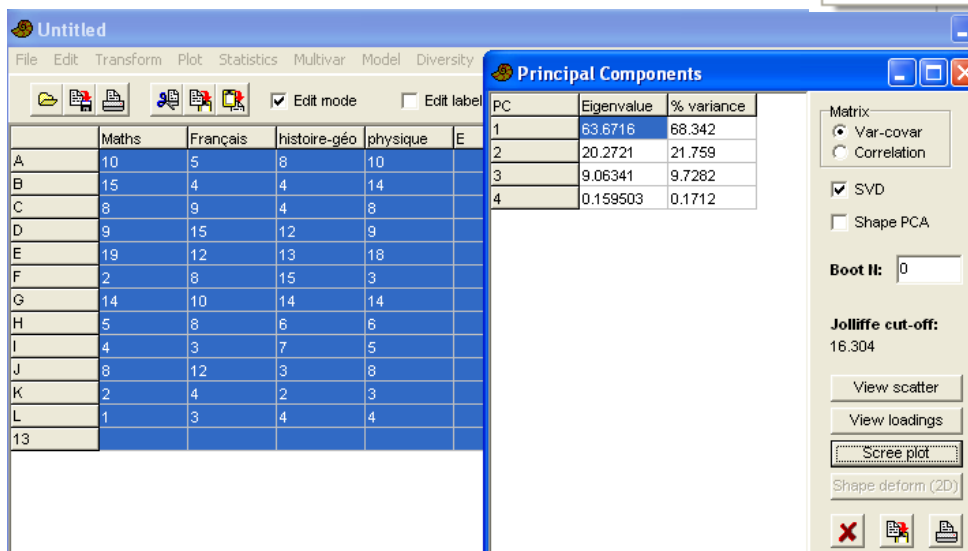 Untitled
File Edit Transform Plot Statistics Multivar Model Diversity
Edit mode Edit label
Maths Français histoire-géo physique E
A 10 5 8 10
B 15 4 4 14
C 8 9 4 8
D 9 15 12 9
E 19 12 13 18
F 2 8 15 3
G 14 10 14 14
H 5 8 6 6
I 4 3 7 5
J 8 12 3 8
K 2 4 2 3
L 1 3 4 4
13
Principal Components
PC Eigenvalue % variance
1 63.6716 68.342
2 20.2721 21.759
3 9.06341 9.7282
4 0.159503 0.1712
Matrix
Var-covar
Correlation
SVD
Shape PCA
Boot N: 0
Jolliffe cut-off:
16.304
View scatter
View loadings
Scree plot
Shape deform (2D)